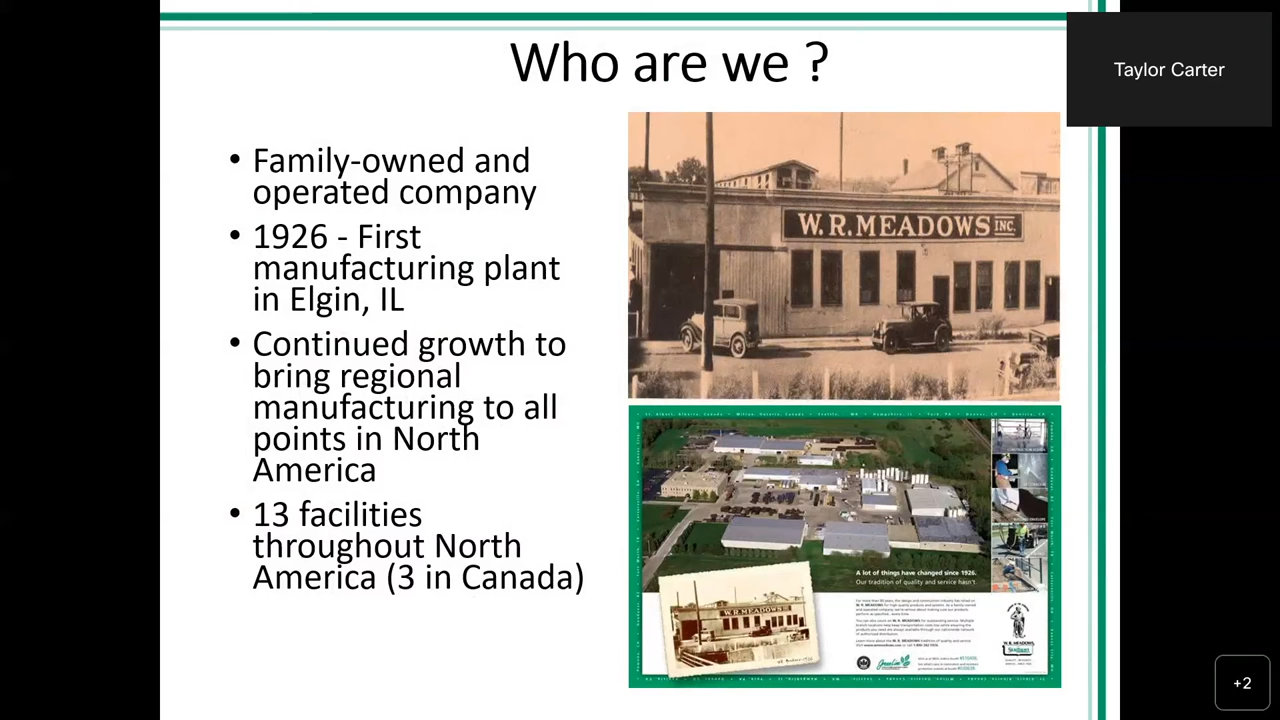 Who are we ?
Taylor Carter
• Family-owned and
operated company
• 1926 - First
manufacturing plant
in Elgin, IL
• Continued growth to
bring regional
manufacturing to all
points in North
America
• 13 facilities
throughout North
America (3 in Canada)
W. R. MEADOWS INC.
A lot of things have changed since 1926.
Our tradition of quality and service hasn't.
W.R. MEADOWS
W. R. MEADOWS
+2